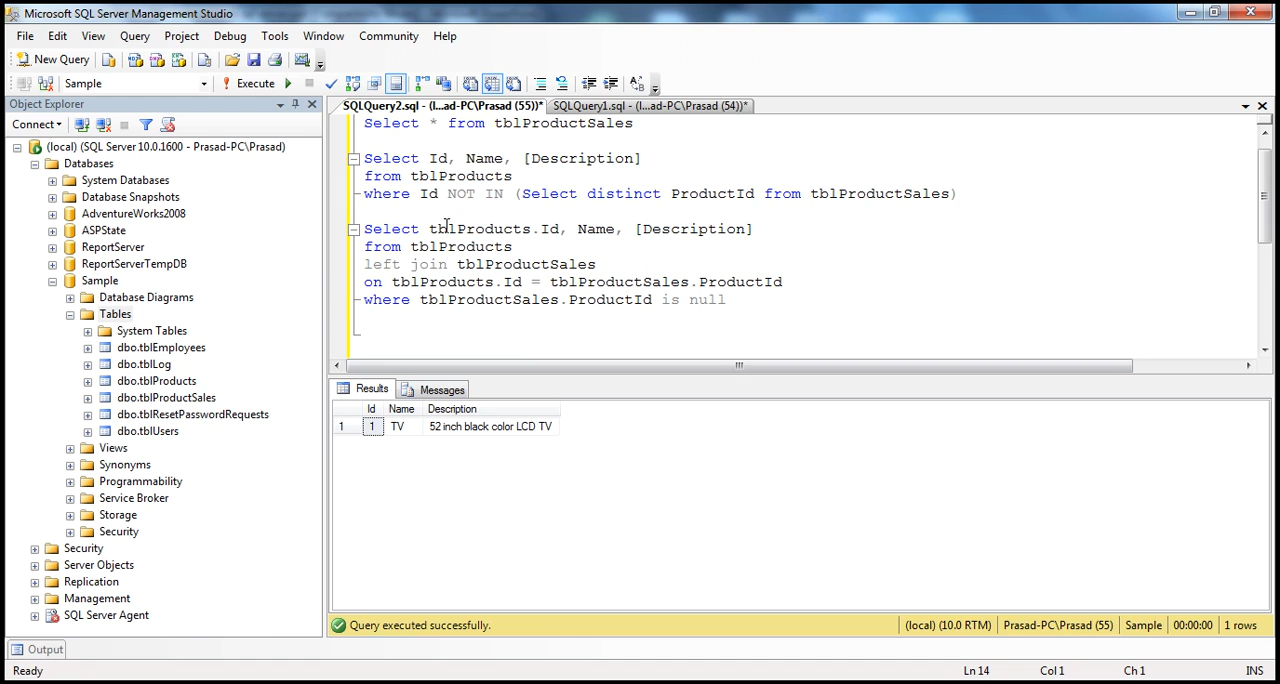 Microsoft SQL Server Management Studio
File Edit View Query Project Debug Tools Window Community Help
New Query
Sample Execute
Object Explorer
SQLQuery2.sql - (l...ad-PC\Prasad (55))* SQLQuery1.sql - (l...ad-PC\Prasad (54))*
Connect
(local) (SQL Server 10.0.1600 - Prasad-PC\Prasad)
Databases
System Databases
Database Snapshots
AdventureWorks2008
ASPState
ReportServer
ReportServerTempDB
Sample
Database Diagrams
Tables
System Tables
dbo.tblEmployees
dbo.tblLog
dbo.tblProducts
dbo.tblProductSales
dbo.tblResetPasswordRequests
dbo.tblUsers
Views
Synonyms
Programmability
Service Broker
Storage
Security
Security
Server Objects
Replication
Management
SQL Server Agent
Select * from tblProductSales
Select Id, Name, [Description]
from tblProducts
where Id NOT IN (Select distinct ProductId from tblProductSales)
Select tblProducts.Id, Name, [Description]
from tblProducts
left join tblProductSales
on tblProducts.Id = tblProductSales.ProductId
where tblProductSales.ProductId is null
Results Messages
Id Name Description
1 1 TV 52 inch black color LCD TV
Query executed successfully. (local) (10.0 RTM) Prasad-PC\Prasad (55) Sample 00:00:00 1 rows
Output
Ready Ln 14 Col 1 Ch 1 INS